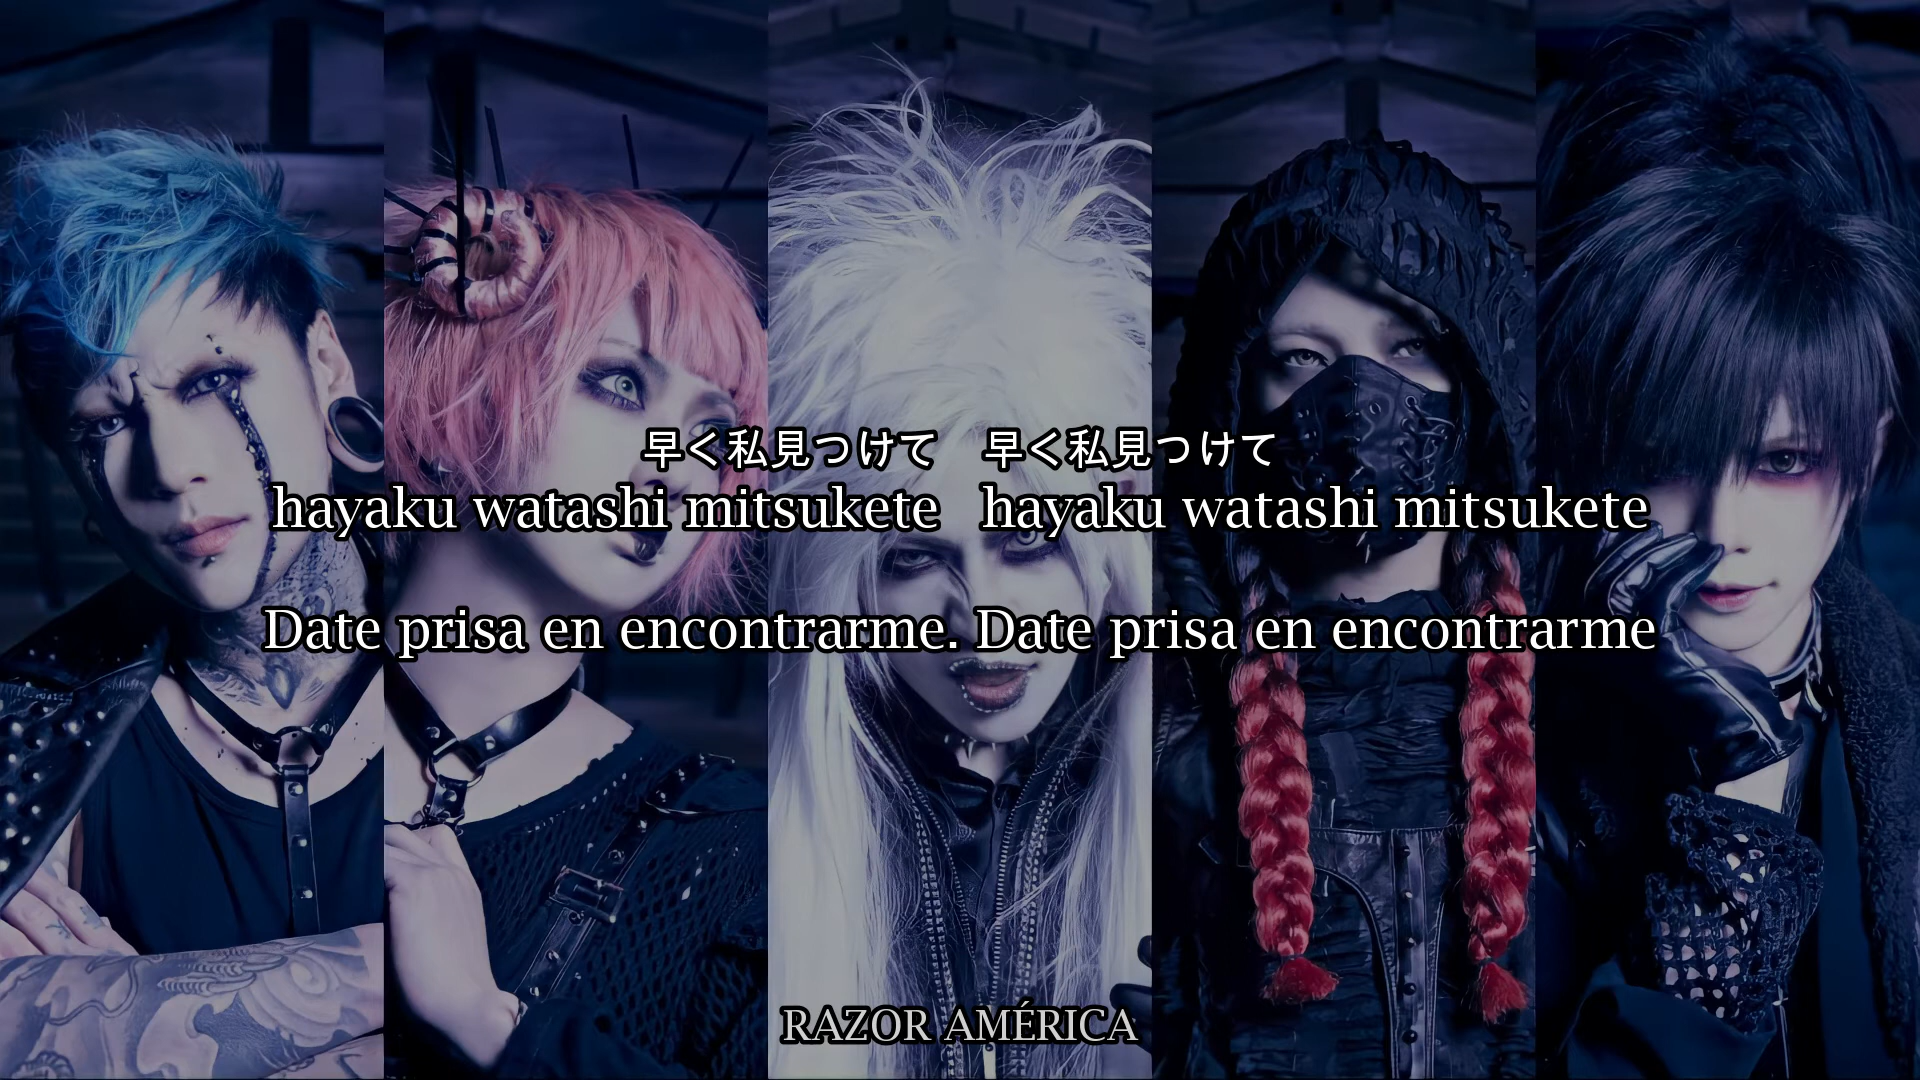 早く私見つけて　早く私見つけて
hayaku watashi mitsukete　hayaku watashi mitsukete
Date prisa en encontrarme. Date prisa en encontrarme
RAZOR AMÉRICA